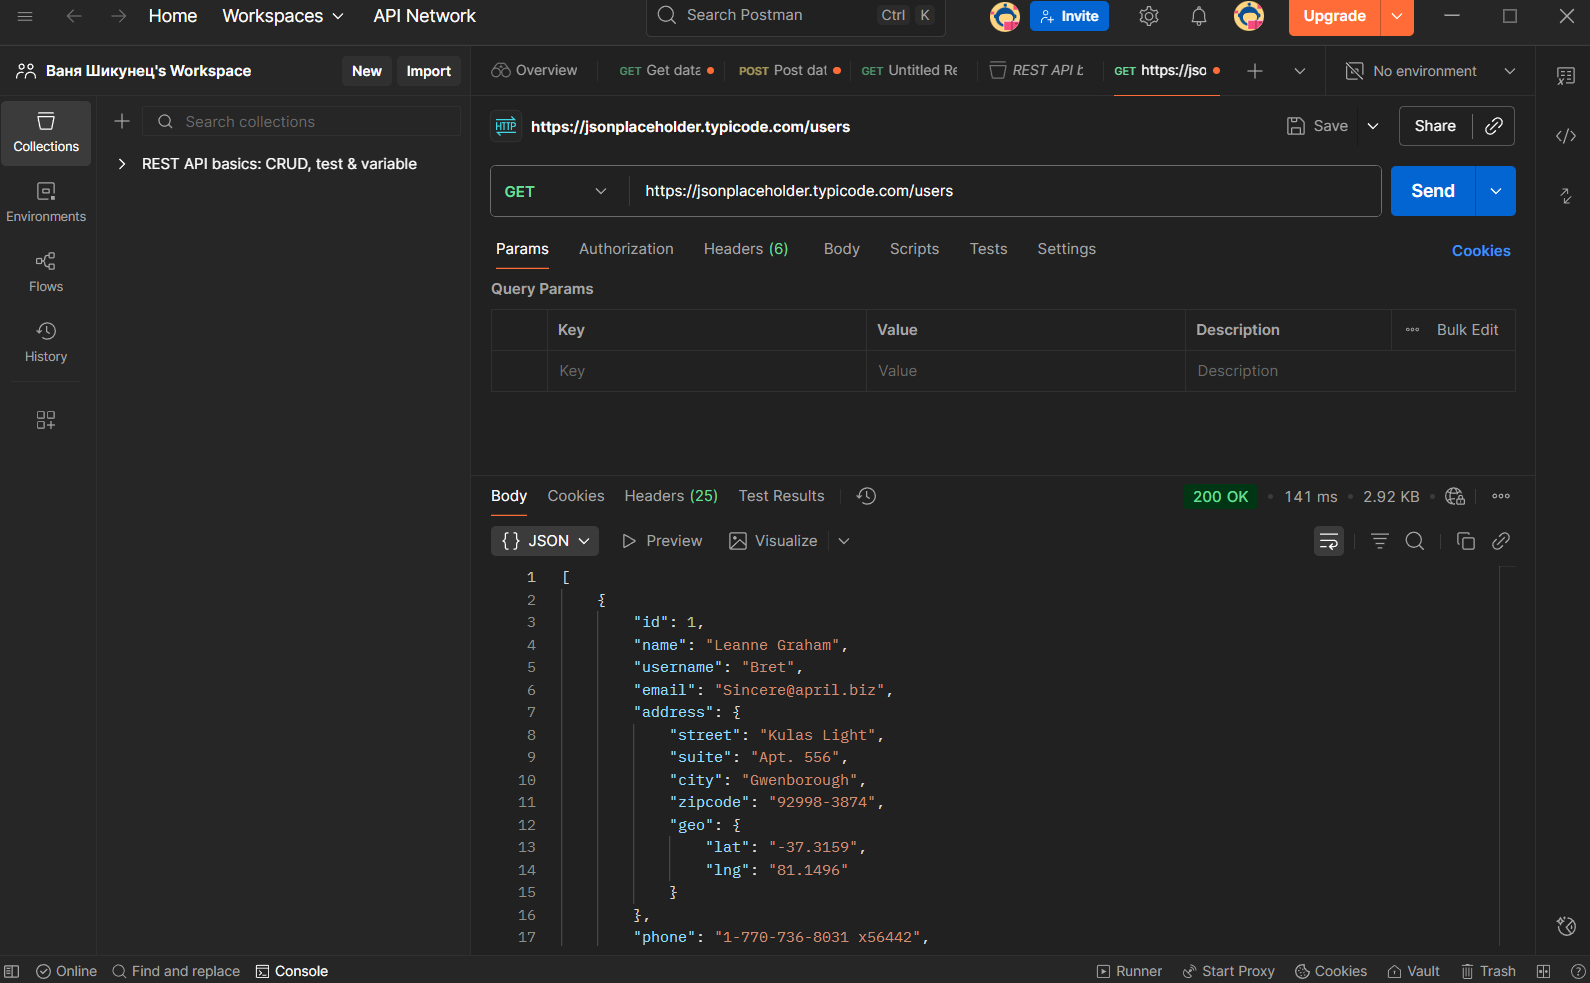 Home Workspaces API Network Search Postman Ctrl K Invite Upgrade
Ваня Шикунец's Workspace New Import Overview GET Get data POST Post dat GET Untitled Re REST API b GET https://jso No environment
Collections
Search collections
HTTP https://jsonplaceholder.typicode.com/users Save Share
REST API basics: CRUD, test & variable
Environments
GET https://jsonplaceholder.typicode.com/users Send
Flows
Params Authorization Headers (6) Body Scripts Tests Settings Cookies
Query Params
History
Key Value Description Bulk Edit
Key Value Description
Body Cookies Headers (25) Test Results 200 OK 141 ms 2.92 KB
{} JSON Preview Visualize
1 [
2 {
3 "id": 1,
4 "name": "Leanne Graham",
5 "username": "Bret",
6 "email": "Sincere@april.biz",
7 "address": {
8 "street": "Kulas Light",
9 "suite": "Apt. 556",
10 "city": "Gwenborough",
11 "zipcode": "92998-3874",
12 "geo": {
13 "lat": "-37.3159",
14 "lng": "81.1496"
15 }
16 },
17 "phone": "1-770-736-8031 x56442",
Online Find and replace Console Runner Start Proxy Cookies Vault Trash